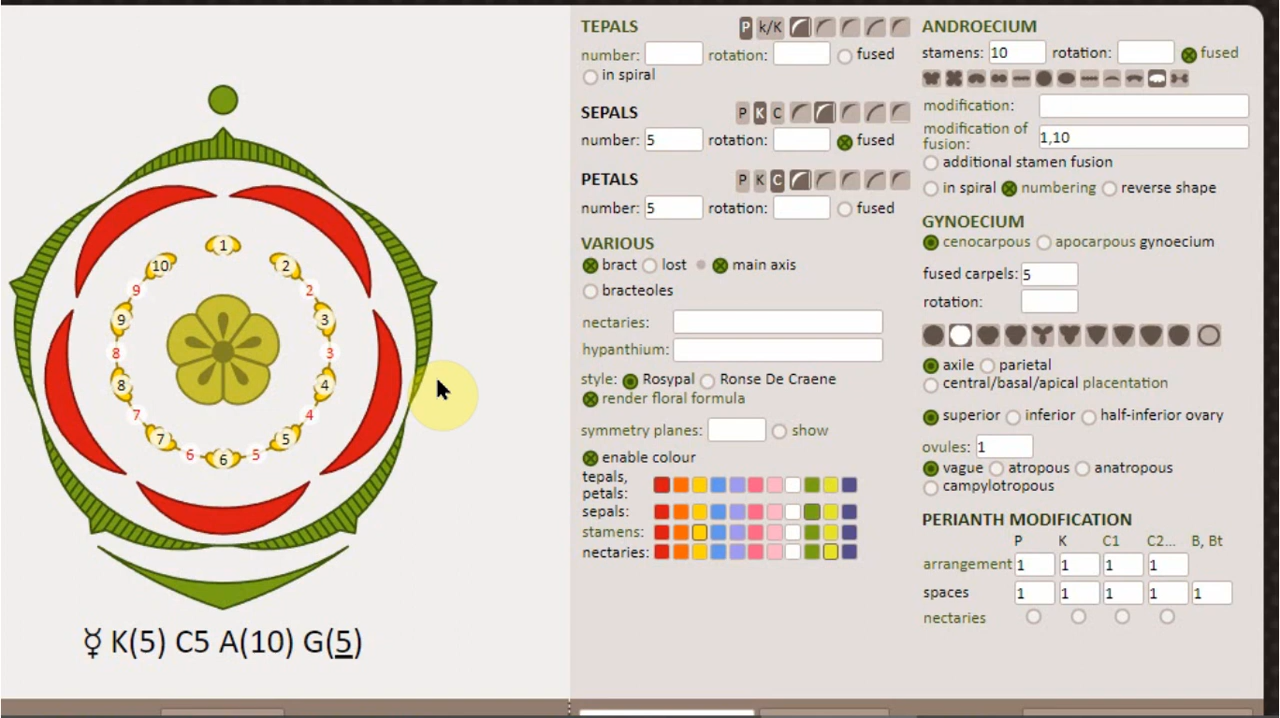 1
10
2
9
2
9
3
8
3
8
4
7
4
7
5
6
5
6
☿ K(5) C5 A(10) G(5)
TEPALS P k/K
number: rotation: fused
in spiral
SEPALS P K C
number: 5 rotation: fused
PETALS P K C
number: 5 rotation: fused
VARIOUS
bract lost main axis
bracteoles
nectaries:
hypanthium:
style: Rosypal Ronse De Craene
render floral formula
symmetry planes: show
enable colour
tepals,
petals:
sepals:
stamens:
nectaries:
ANDROECIUM
stamens: 10 rotation: fused
modification:
modification of
fusion: 1,10
additional stamen fusion
in spiral numbering reverse shape
GYNOECIUM
cenocarpous apocarpous gynoecium
fused carpels: 5
rotation:
axile parietal
central/basal/apical placentation
superior inferior half-inferior ovary
ovules: 1
vague atropous anatropous
campylotropous
PERIANTH MODIFICATION
P K C1 C2... B, Bt
arrangement 1 1 1 1
spaces 1 1 1 1 1
nectaries